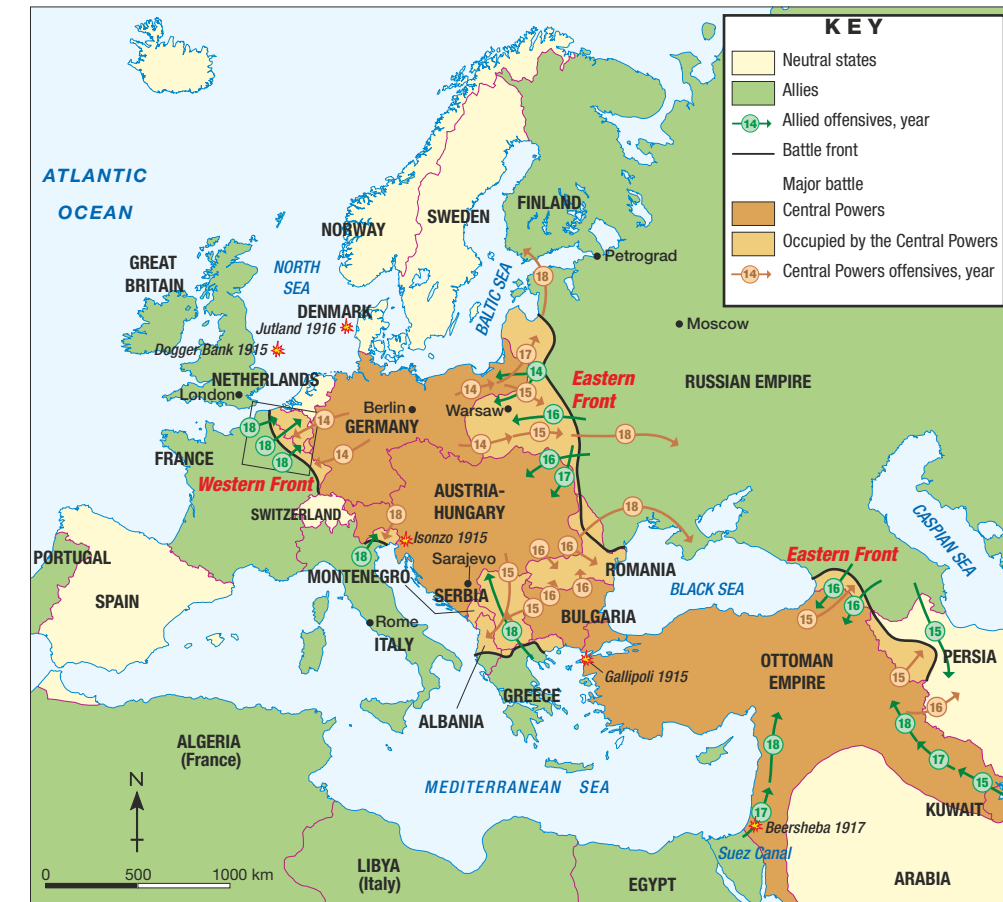 KEY
Neutral states
Allies
14 Allied offensives, year
Battle front
Major battle
Central Powers
Occupied by the Central Powers
14 Central Powers offensives, year
ATLANTIC
OCEAN
NORWAY
SWEDEN
FINLAND
Petrograd
GREAT
BRITAIN
NORTH
SEA
BALTIC SEA
18
DENMARK
Jutland 1916
Dogger Bank 1915
Moscow
NETHERLANDS
London
Berlin
GERMANY
Warsaw
Eastern
Front
RUSSIAN EMPIRE
17
14
14
15
16
14
15
18
18
18
18
14
14
FRANCE
Western Front
16
17
SWITZERLAND
AUSTRIA-
HUNGARY
18
18
Isonzo 1915
18
CASPIAN SEA
PORTUGAL
SPAIN
MONTENEGRO
Sarajevo
SERBIA
16
16
15
16
16
15
18
ROMANIA
BLACK SEA
BULGARIA
Eastern Front
16
16
15
15
PERSIA
Rome
ITALY
Gallipoli 1915
OTTOMAN
EMPIRE
15
16
GREECE
ALBANIA
ALGERIA
(France)
MEDITERRANEAN SEA
18
18
17
15
KUWAIT
17
Beersheba 1917
Suez Canal
N
0 500 1000 km
LIBYA
(Italy)
EGYPT
ARABIA